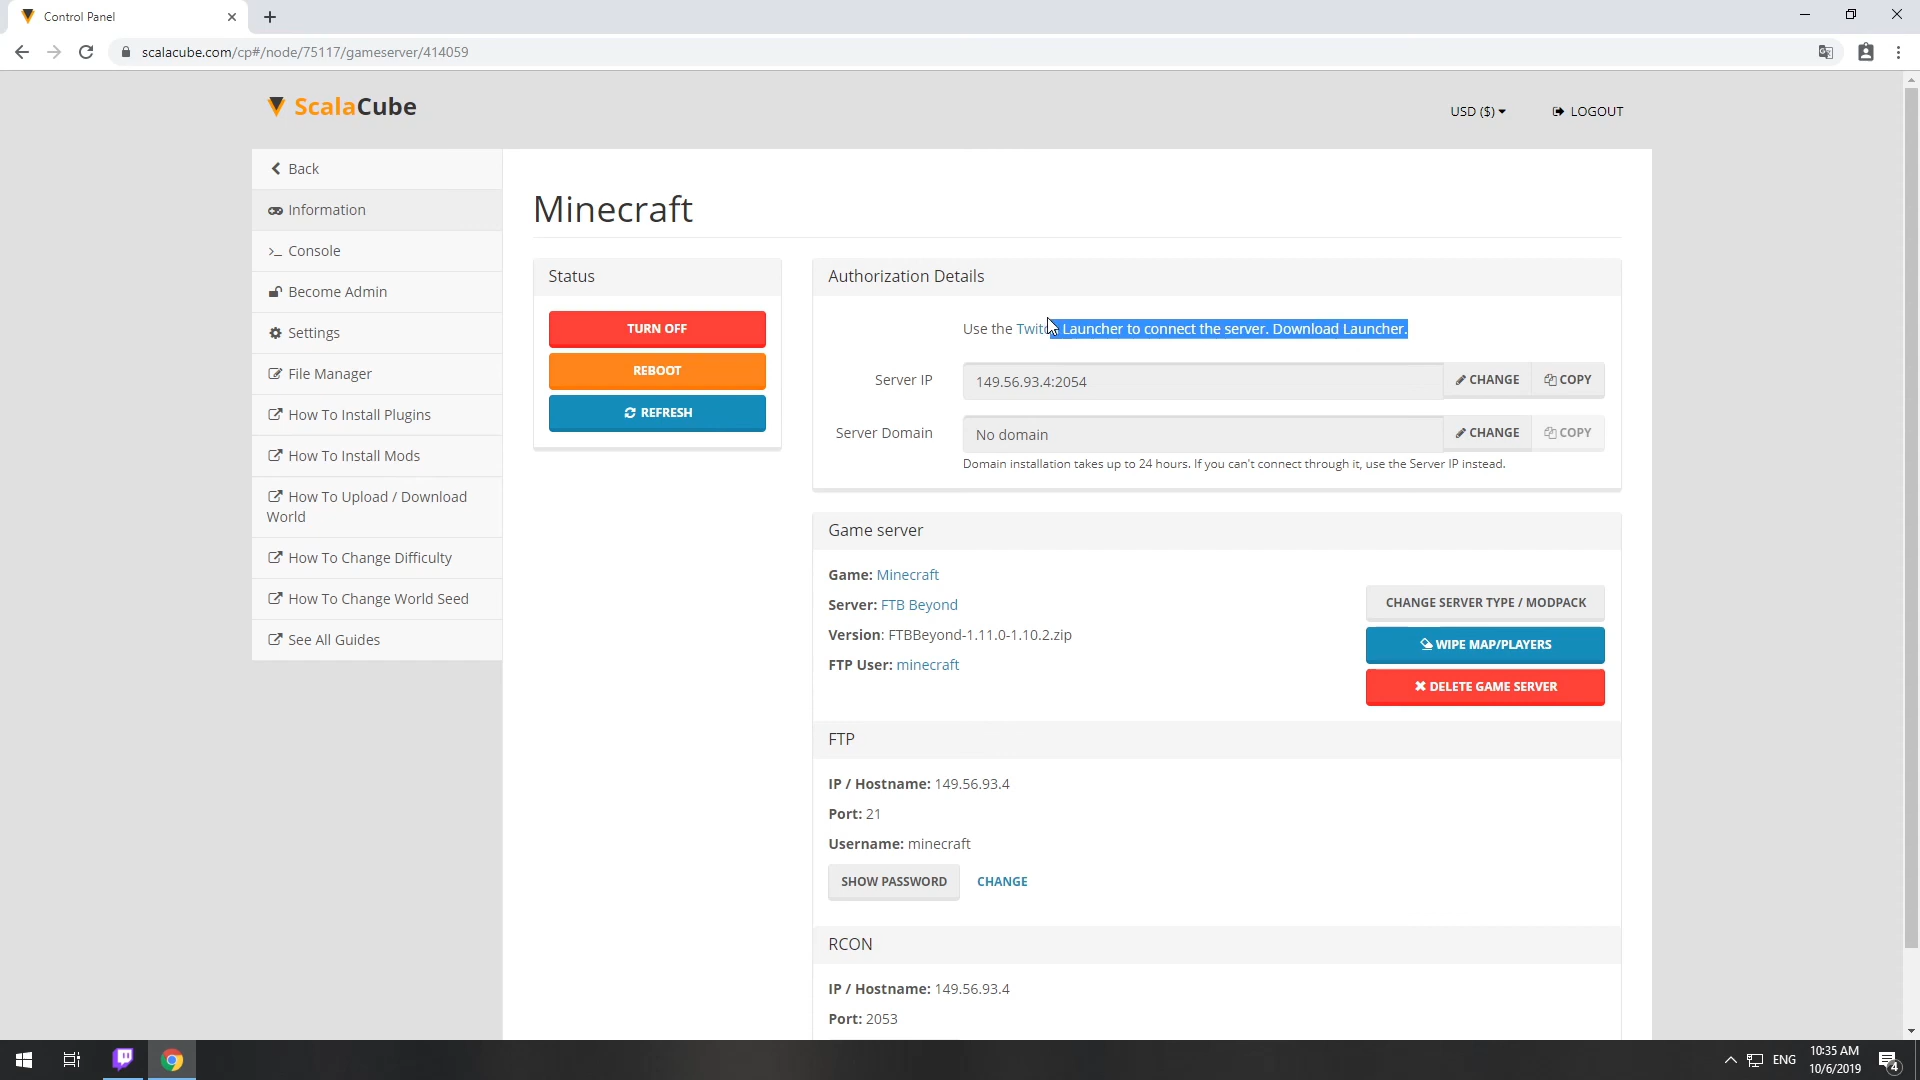 Control Panel
scalacube.com/cp#/node/75117/gameserver/414059
ScalaCube
USD ($)
LOGOUT
Back
Information
Console
Become Admin
Settings
File Manager
How To Install Plugins
How To Install Mods
How To Upload / Download
World
How To Change Difficulty
How To Change World Seed
See All Guides
Minecraft
Status
TURN OFF
REBOOT
REFRESH
Authorization Details
Use the Twitch Launcher to connect the server. Download Launcher.
Server IP
149.56.93.4:2054
CHANGE
COPY
Server Domain
No domain
CHANGE
COPY
Domain installation takes up to 24 hours. If you can't connect through it, use the Server IP instead.
Game server
Game: Minecraft
Server: FTB Beyond
Version: FTBBeyond-1.11.0-1.10.2.zip
FTP User: minecraft
CHANGE SERVER TYPE / MODPACK
WIPE MAP/PLAYERS
DELETE GAME SERVER
FTP
IP / Hostname: 149.56.93.4
Port: 21
Username: minecraft
SHOW PASSWORD
CHANGE
RCON
IP / Hostname: 149.56.93.4
Port: 2053
ENG
10:35 AM
10/6/2019
4